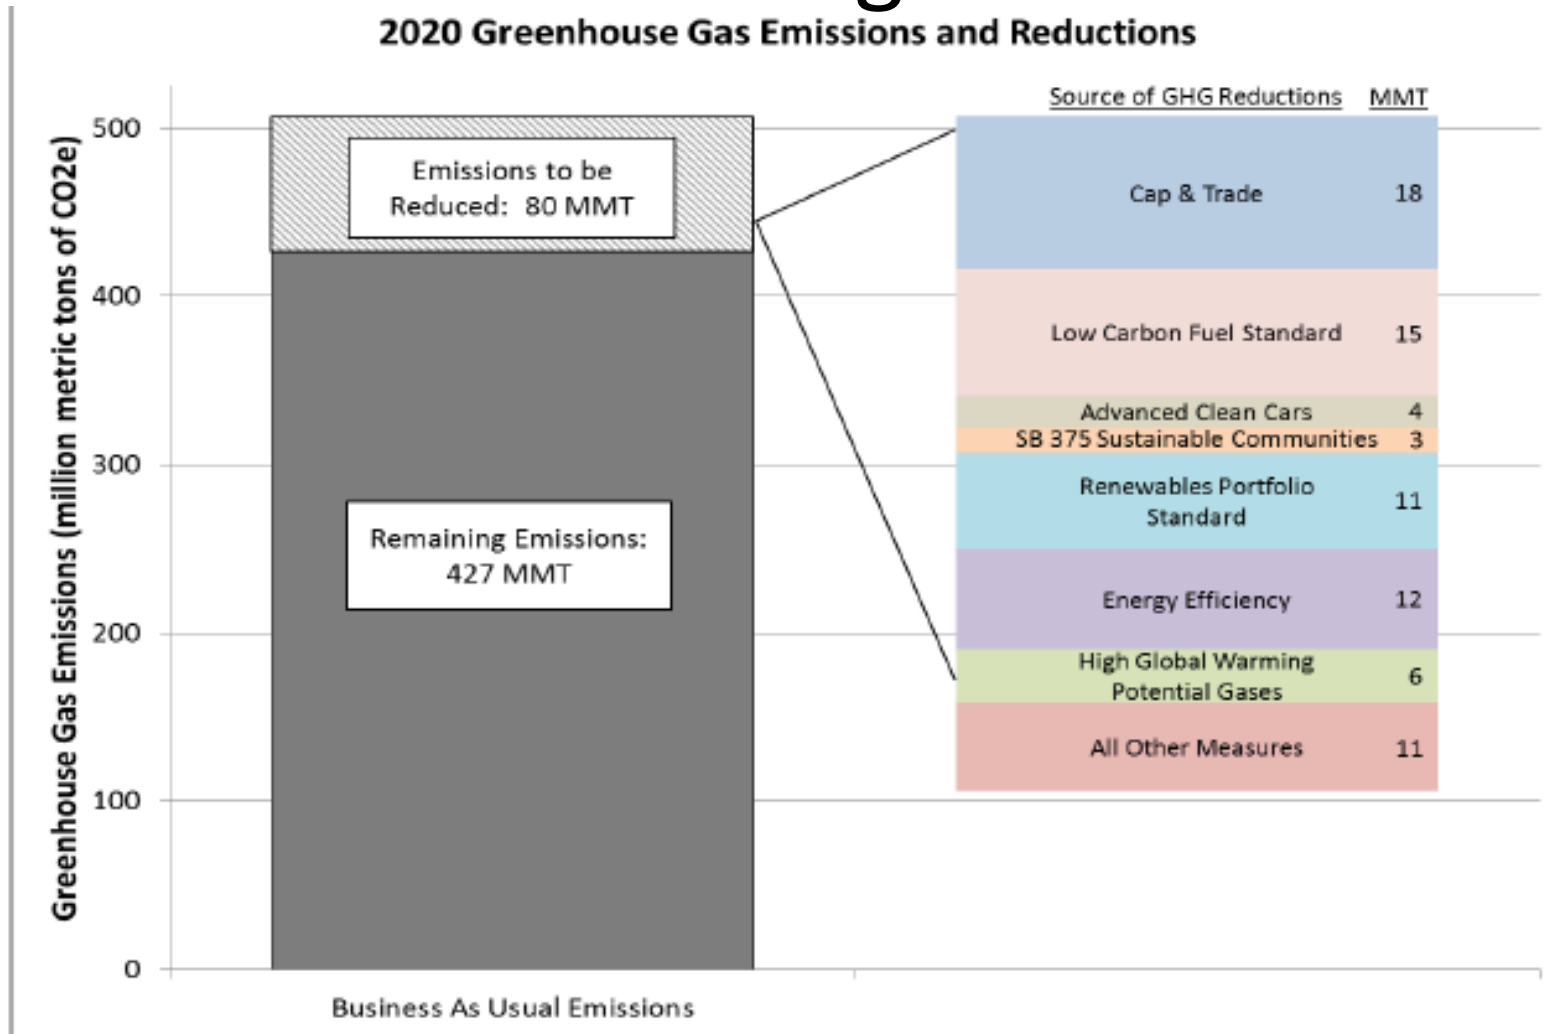 2020 Greenhouse Gas Emissions and Reductions
Source of GHG Reductions MMT
Greenhouse Gas Emissions (million metric tons of CO2e)
500
400
300
200
100
0
Emissions to be
Reduced: 80 MMT
Remaining Emissions:
427 MMT
Cap & Trade 18
Low Carbon Fuel Standard 15
Advanced Clean Cars 4
SB 375 Sustainable Communities 3
Renewables Portfolio
Standard 11
Energy Efficiency 12
High Global Warming
Potential Gases 6
All Other Measures 11
Business As Usual Emissions